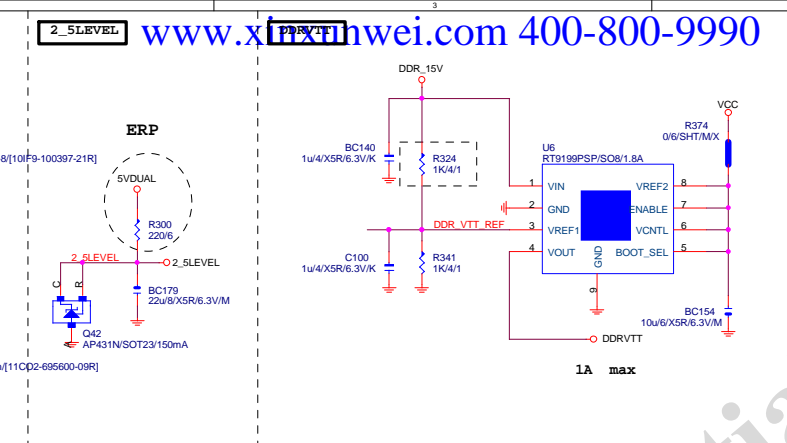 3
2_5LEVEL
www.xinxunwei.com 400-800-9990
DDRVTT
DDR_15V
VCC
R374
0/6/SHT/M/X
ERP
BC140
1u/4/X5R/6.3V/K
R324
1K/4/1
U6
RT9199PSP/SO8/1.8A
8/[10IF9-100397-21R]
5VDUAL
1
VIN
VREF2
8
2
GND
ENABLE
7
R300
220/6
DDR_VTT_REF
3
VREF1
VCNTL
6
4
VOUT
BOOT_SEL
5
GND
9
2_5LEVEL
2_5LEVEL
C100
1u/4/X5R/6.3V/K
R341
1K/4/1
C
R
BC179
22u/8/X5R/6.3V/M
BC154
10u/6/X5R/6.3V/M
Q42
AP431N/SOT23/150mA
A
DDRVTT
/[11CO2-695600-09R]
1A max